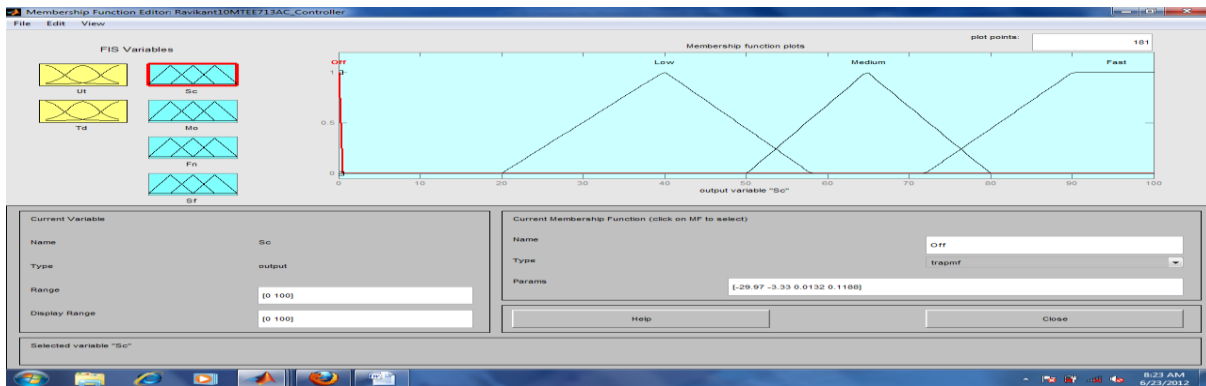 Membership Function Editor: Ravikant10MTEE713AC_Controller
File Edit View
FIS Variables
Ut
Td
Sc
Mo
Fn
Sf
Membership function plots
plot points:
181
Off
Low
Medium
Fast
1
0.5
0
0 10 20 30 40 50 60 70 80 90 100
output variable "Sc"
Current Variable
Name Sc
Type output
Range [0 100]
Display Range [0 100]
Current Membership Function (click on MF to select)
Name Off
Type trapmf
Params [-29.97 -3.33 0.0132 0.1188]
Help
Close
Selected variable "Sc"
8:23 AM
6/23/2012